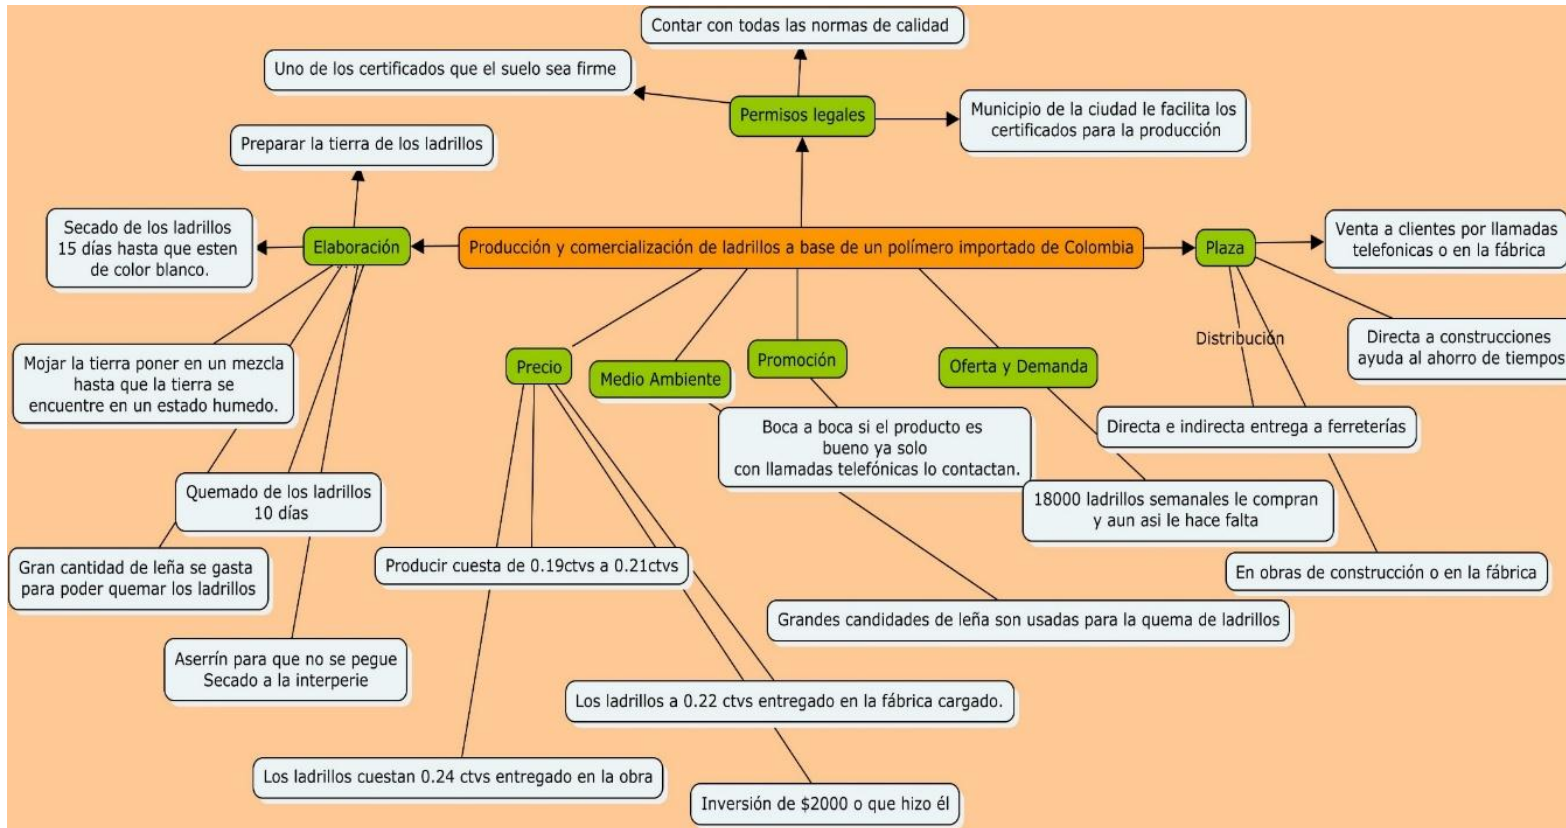 Contar con todas las normas de calidad
Uno de los certificados que el suelo sea firme
Permisos legales
Municipio de la ciudad le facilita los
certificados para la producción
Preparar la tierra de los ladrillos
Secado de los ladrillos
15 días hasta que esten
de color blanco.
Elaboración
Producción y comercialización de ladrillos a base de un polímero importado de Colombia
Plaza
Venta a clientes por llamadas
telefonicas o en la fábrica
Mojar la tierra poner en un mezcla
hasta que la tierra se
encuentre en un estado humedo.
Precio
Medio Ambiente
Promoción
Oferta y Demanda
Distribución
Directa a construcciones
ayuda al ahorro de tiempos
Boca a boca si el producto es
bueno ya solo
con llamadas telefónicas lo contactan.
Directa e indirecta entrega a ferreterías
Quemado de los ladrillos
10 días
18000 ladrillos semanales le compran
y aun asi le hace falta
Gran cantidad de leña se gasta
para poder quemar los ladrillos
Producir cuesta de 0.19ctvs a 0.21ctvs
En obras de construcción o en la fábrica
Grandes candidades de leña son usadas para la quema de ladrillos
Aserrín para que no se pegue
Secado a la interperie
Los ladrillos a 0.22 ctvs entregado en la fábrica cargado.
Los ladrillos cuestan 0.24 ctvs entregado en la obra
Inversión de $2000 o que hizo él